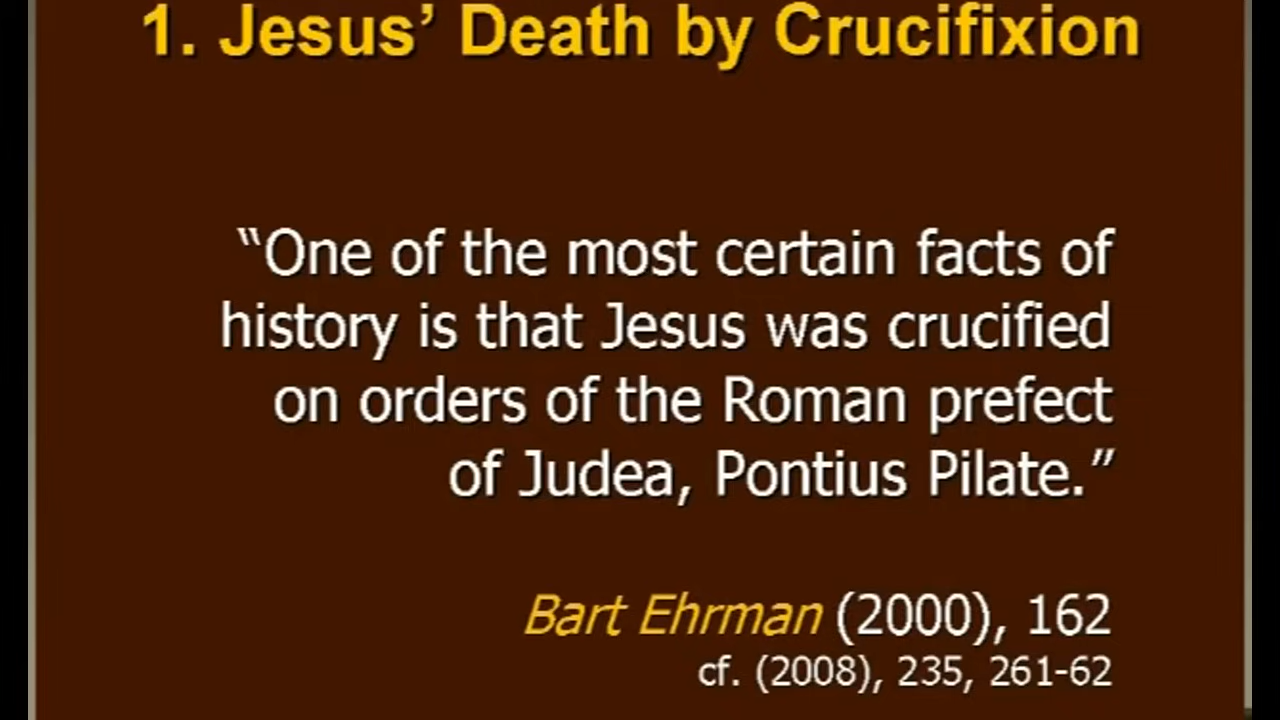 1. Jesus’ Death by Crucifixion
“One of the most certain facts of
history is that Jesus was crucified
on orders of the Roman prefect
of Judea, Pontius Pilate.”
Bart Ehrman (2000), 162
cf. (2008), 235, 261-62